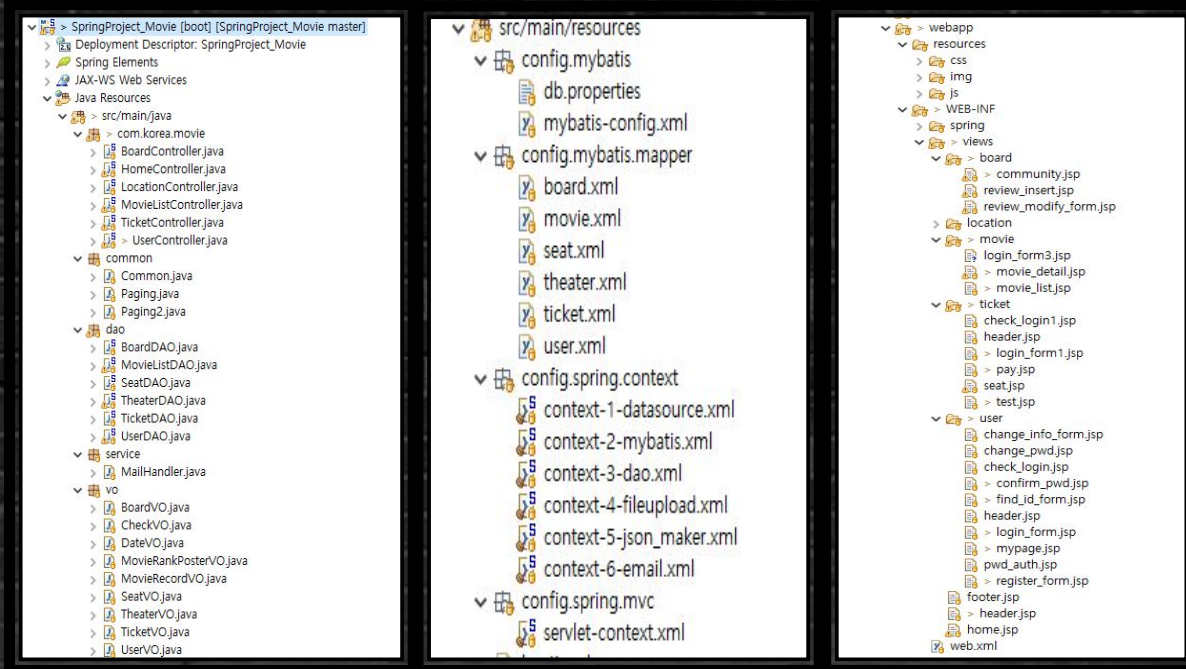 > SpringProject_Movie [boot] [SpringProject_Movie master]
Deployment Descriptor: SpringProject_Movie
Spring Elements
JAX-WS Web Services
Java Resources
> src/main/java
> com.korea.movie
BoardController.java
HomeController.java
LocationController.java
MovieListController.java
TicketController.java
> UserController.java
common
Common.java
Paging.java
Paging2.java
dao
BoardDAO.java
MovieListDAO.java
SeatDAO.java
TheaterDAO.java
TicketDAO.java
UserDAO.java
service
MailHandler.java
vo
BoardVO.java
CheckVO.java
DateVO.java
MovieRankPosterVO.java
MovieRecordVO.java
SeatVO.java
TheaterVO.java
TicketVO.java
UserVO.java
src/main/resources
config.mybatis
db.properties
mybatis-config.xml
config.mybatis.mapper
board.xml
movie.xml
seat.xml
theater.xml
ticket.xml
user.xml
config.spring.context
context-1-datasource.xml
context-2-mybatis.xml
context-3-dao.xml
context-4-fileupload.xml
context-5-json_maker.xml
context-6-email.xml
config.spring.mvc
servlet-context.xml
> webapp
resources
css
img
js
> WEB-INF
spring
> views
> board
> community.jsp
review_insert.jsp
review_modify_form.jsp
location
> movie
login_form3.jsp
> movie_detail.jsp
> movie_list.jsp
> ticket
check_login1.jsp
header.jsp
> login_form1.jsp
> pay.jsp
seat.jsp
> test.jsp
> user
change_info_form.jsp
change_pwd.jsp
check_login.jsp
> confirm_pwd.jsp
> find_id_form.jsp
header.jsp
> login_form.jsp
> mypage.jsp
pwd_auth.jsp
> register_form.jsp
footer.jsp
> header.jsp
home.jsp
web.xml